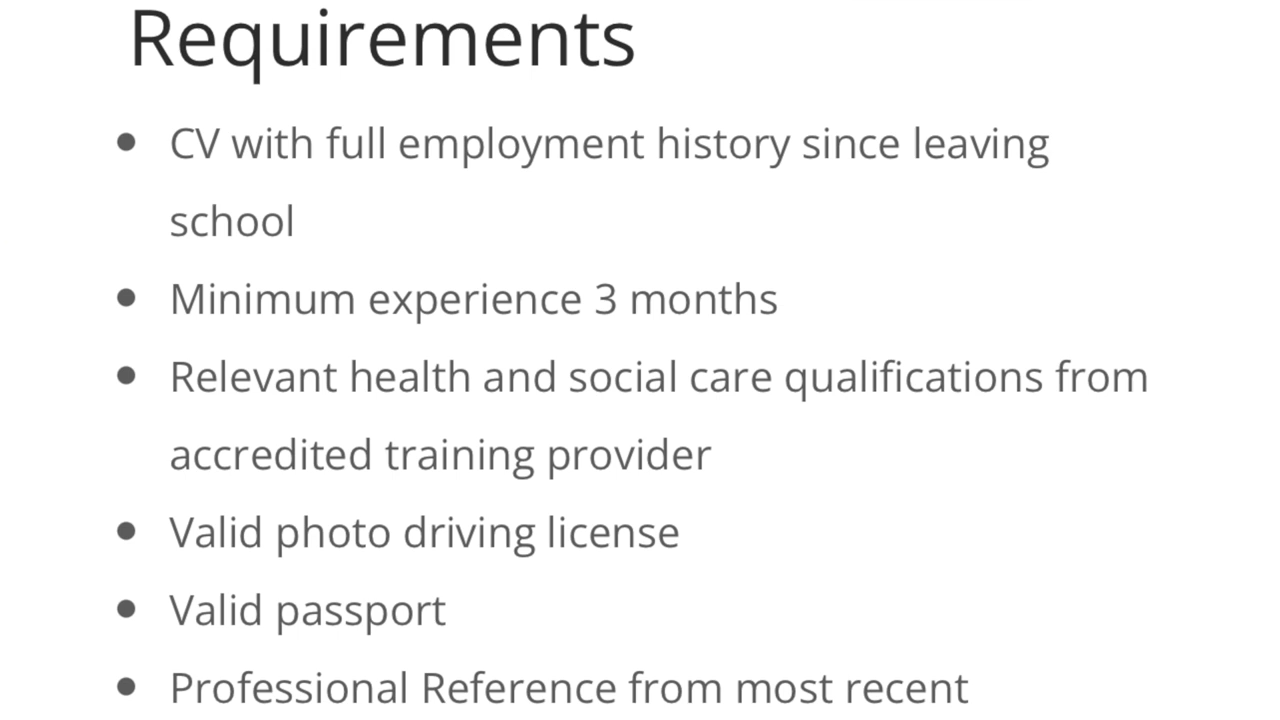 Requirements
• CV with full employment history since leaving
school
• Minimum experience 3 months
• Relevant health and social care qualifications from
accredited training provider
• Valid photo driving license
• Valid passport
• Professional Reference from most recent